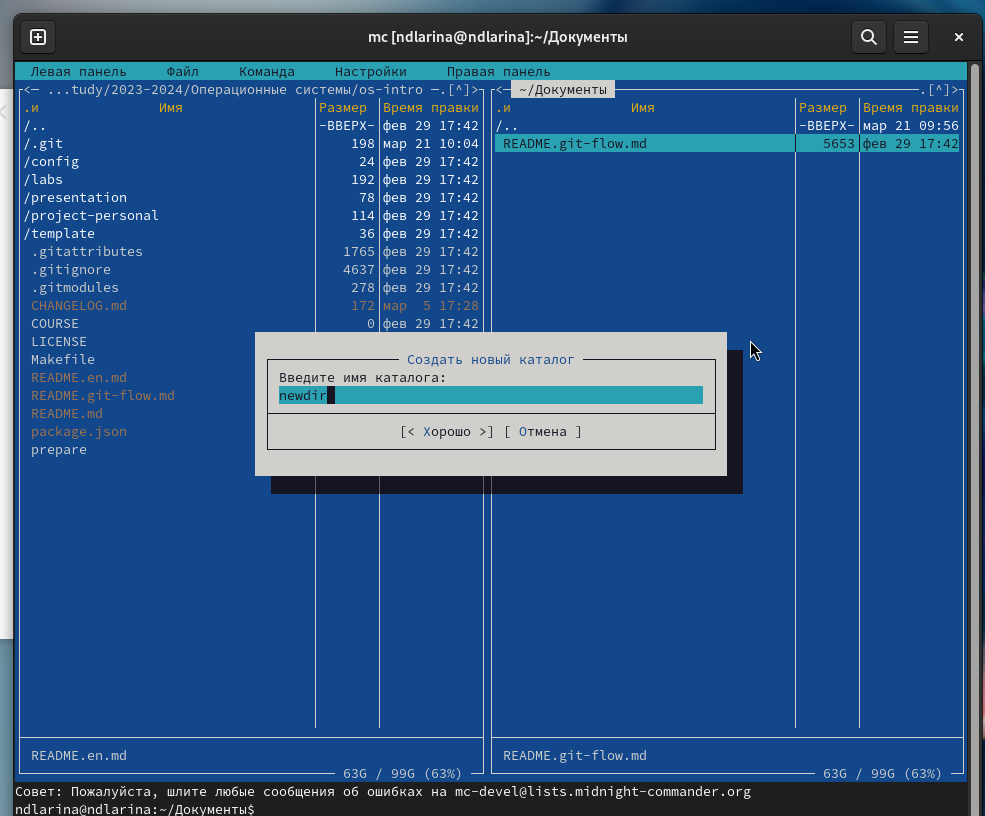 mc [ndlarina@ndlarina]:~/Документы
Левая панель Файл Команда Настройки Правая панель
<─ ...tudy/2023-2024/Операционные системы/os-intro ─.[^]>
.и Имя Размер Время правки
/.. -ВВЕРХ- фев 29 17:42
/.git 198 мар 21 10:04
/config 24 фев 29 17:42
/labs 192 фев 29 17:42
/presentation 78 фев 29 17:42
/project-personal 114 фев 29 17:42
/template 36 фев 29 17:42
.gitattributes 1765 фев 29 17:42
.gitignore 4637 фев 29 17:42
.gitmodules 278 фев 29 17:42
CHANGELOG.md 172 мар 5 17:28
COURSE 0 фев 29 17:42
LICENSE
Makefile
README.en.md
README.git-flow.md
README.md
package.json
prepare
README.en.md
63G / 99G (63%)
<─ ~/Документы .[^]>
.и Имя Размер Время правки
/.. -ВВЕРХ- мар 21 09:56
README.git-flow.md 5653 фев 29 17:42
README.git-flow.md
63G / 99G (63%)
Создать новый каталог
Введите имя каталога:
newdir
[< Хорошо >] [ Отмена ]
Совет: Пожалуйста, шлите любые сообщения об ошибках на mc-devel@lists.midnight-commander.org
ndlarina@ndlarina:~/Документы$